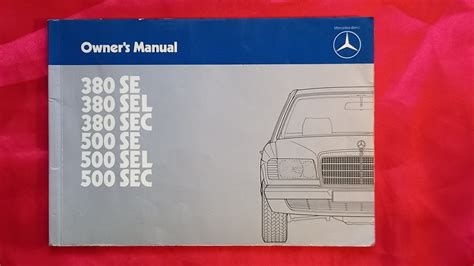 Owner's Manual
Mercedes-Benz
380 SE
380 SEL
380 SEC
500 SE
500 SEL
500 SEC